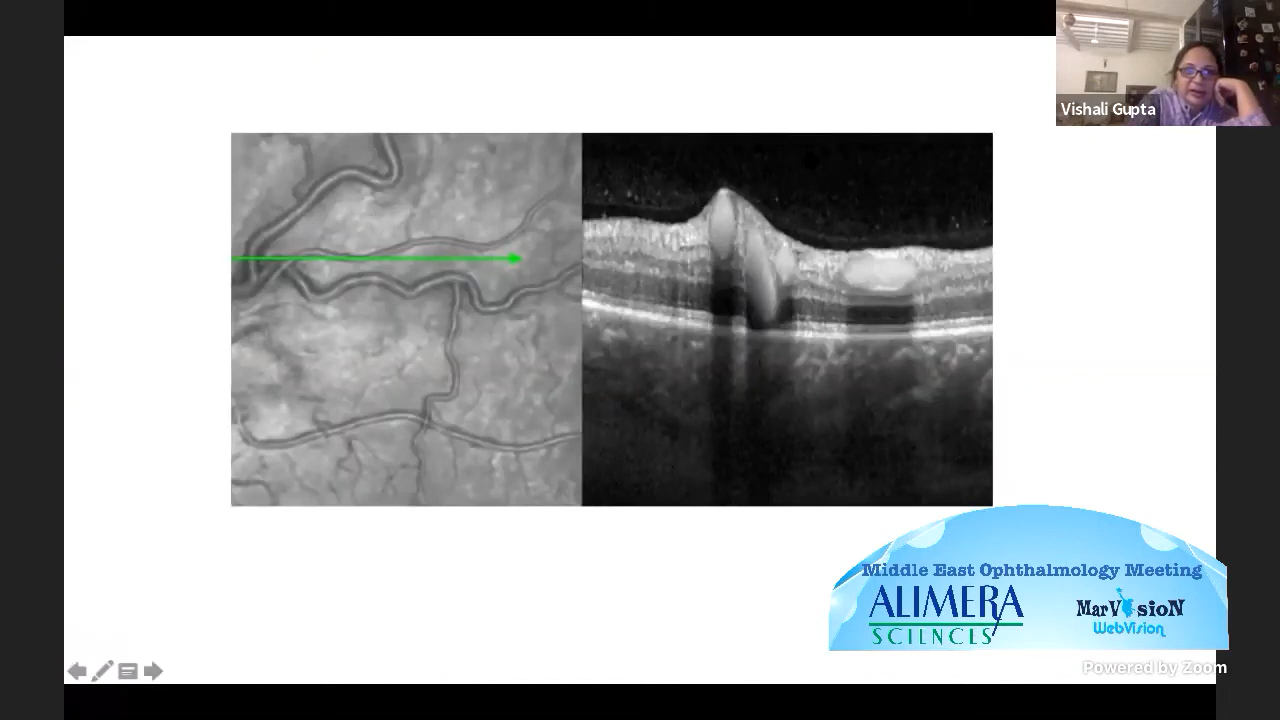 Vishali Gupta
Middle East Ophthalmology Meeting
ALIMERA
SCIENCES
MarVisioN
WebVision
Powered by Zoom